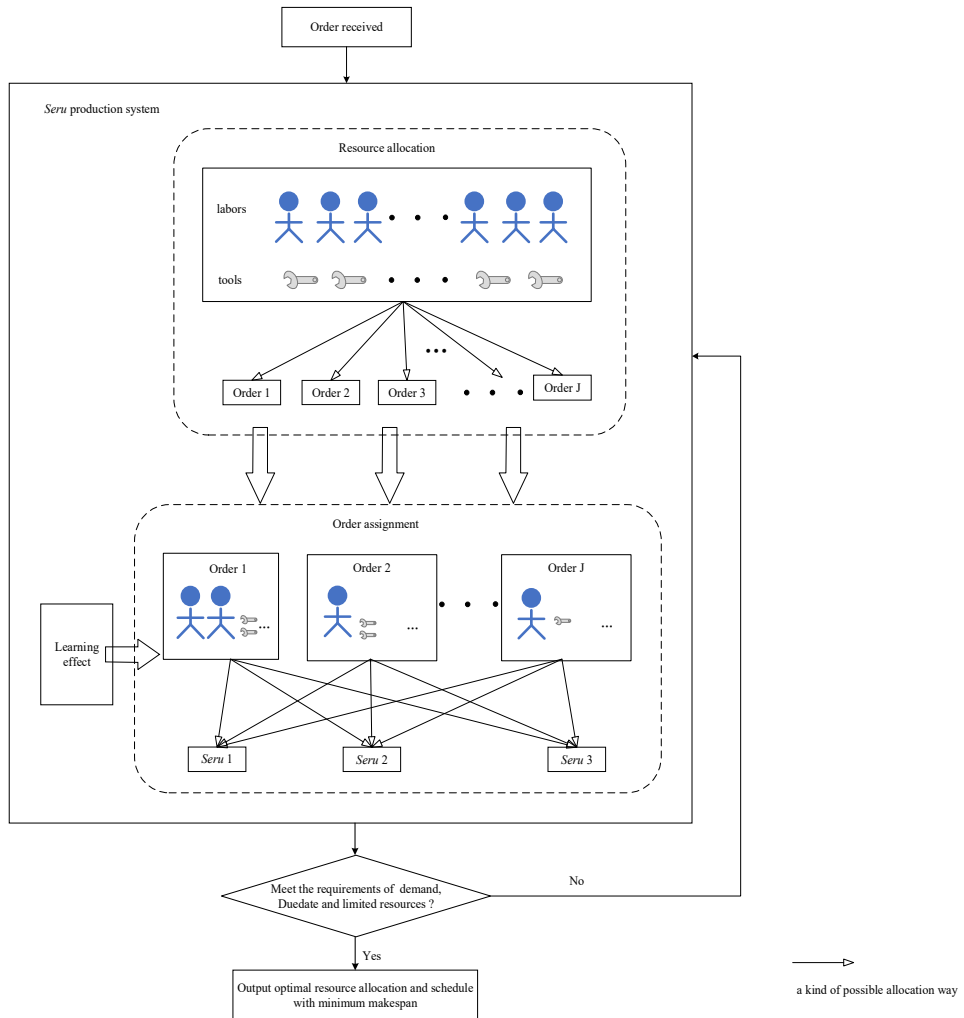 Order received
Seru production system
Resource allocation
labors
• • •
tools
• • •
•••
Order 1
Order 2
Order 3
• • •
Order J
Order assignment
Order 1
...
Order 2
...
• • •
Order J
...
Learning
effect
Seru 1
Seru 2
Seru 3
Meet the requirements of demand,
Duedate and limited resources ?
No
Yes
Output optimal resource allocation and schedule
with minimum makespan
a kind of possible allocation way